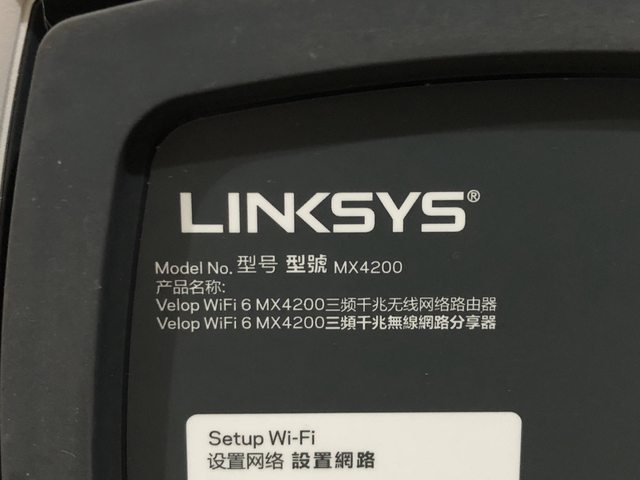 LINKSYS®
Model No. 型号 型號 MX4200
产品名称:
Velop WiFi 6 MX4200三频千兆无线网络路由器
Velop WiFi 6 MX4200三頻千兆無線網路分享器
Setup Wi-Fi
设置网络 設置網路